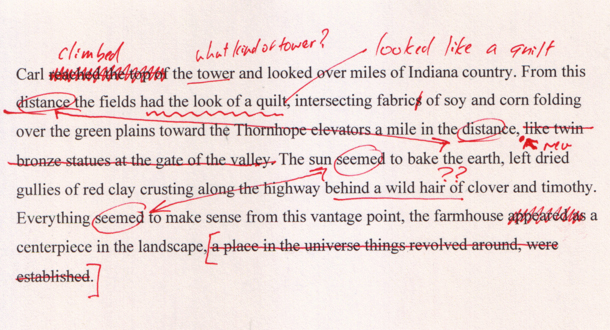 climbed what kind of tower? looked like a quilt
Carl reached the top of the tower and looked over miles of Indiana country. From this
distance the fields had the look of a quilt, intersecting fabrics of soy and corn folding
over the green plains toward the Thornhope elevators a mile in the distance, like twin
bronze statues at the gate of the valley. The sun seemed to bake the earth, left dried
??
gullies of red clay crusting along the highway behind a wild hair of clover and timothy.
Everything seemed to make sense from this vantage point, the farmhouse appeared as a
centerpiece in the landscape, [a place in the universe things revolved around, were
established.]